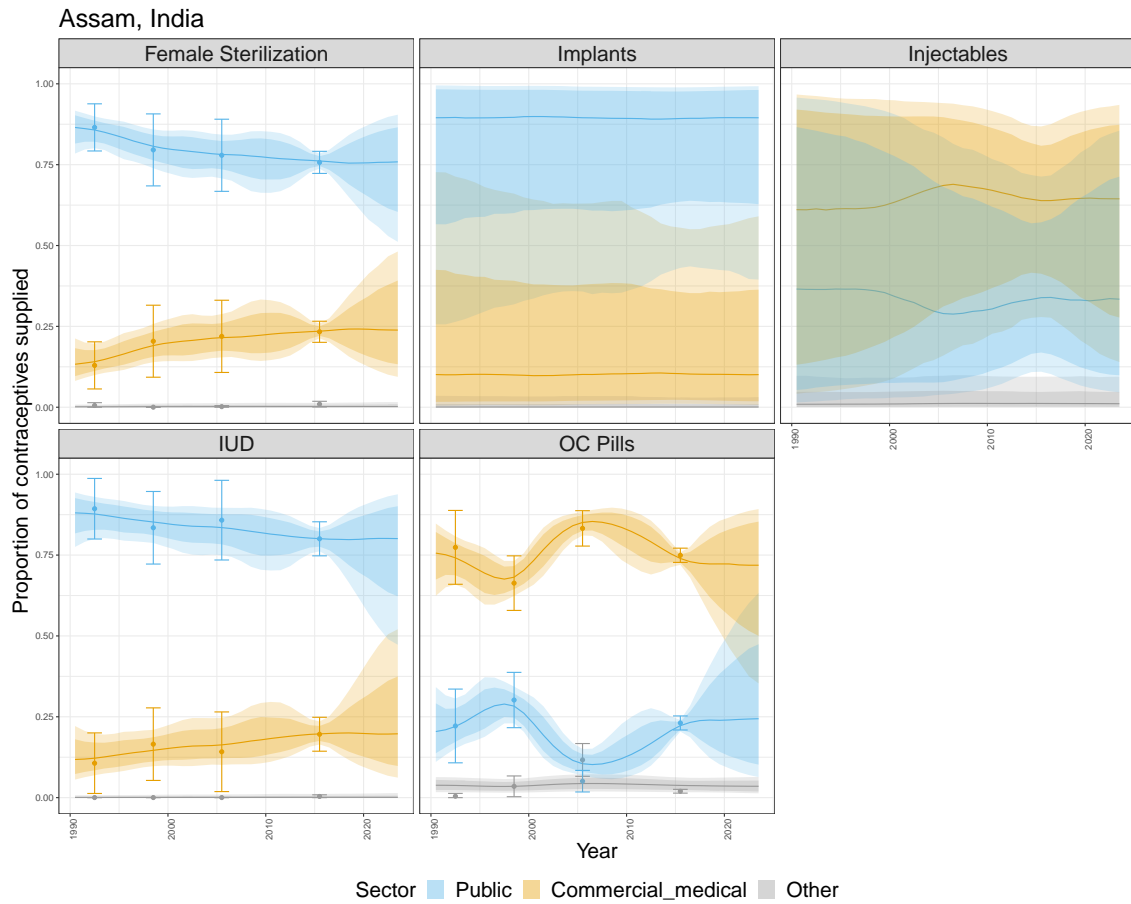 Assam, India
Female Sterilization
Implants
Injectables
1.00
0.75
0.50
0.25
0.00
1990
2000
2010
2020
IUD
OC Pills
1.00
0.75
0.50
0.25
0.00
1990
2000
2010
2020
1990
2000
2010
2020
Proportion of contraceptives supplied
Year
Sector Public Commercial_medical Other